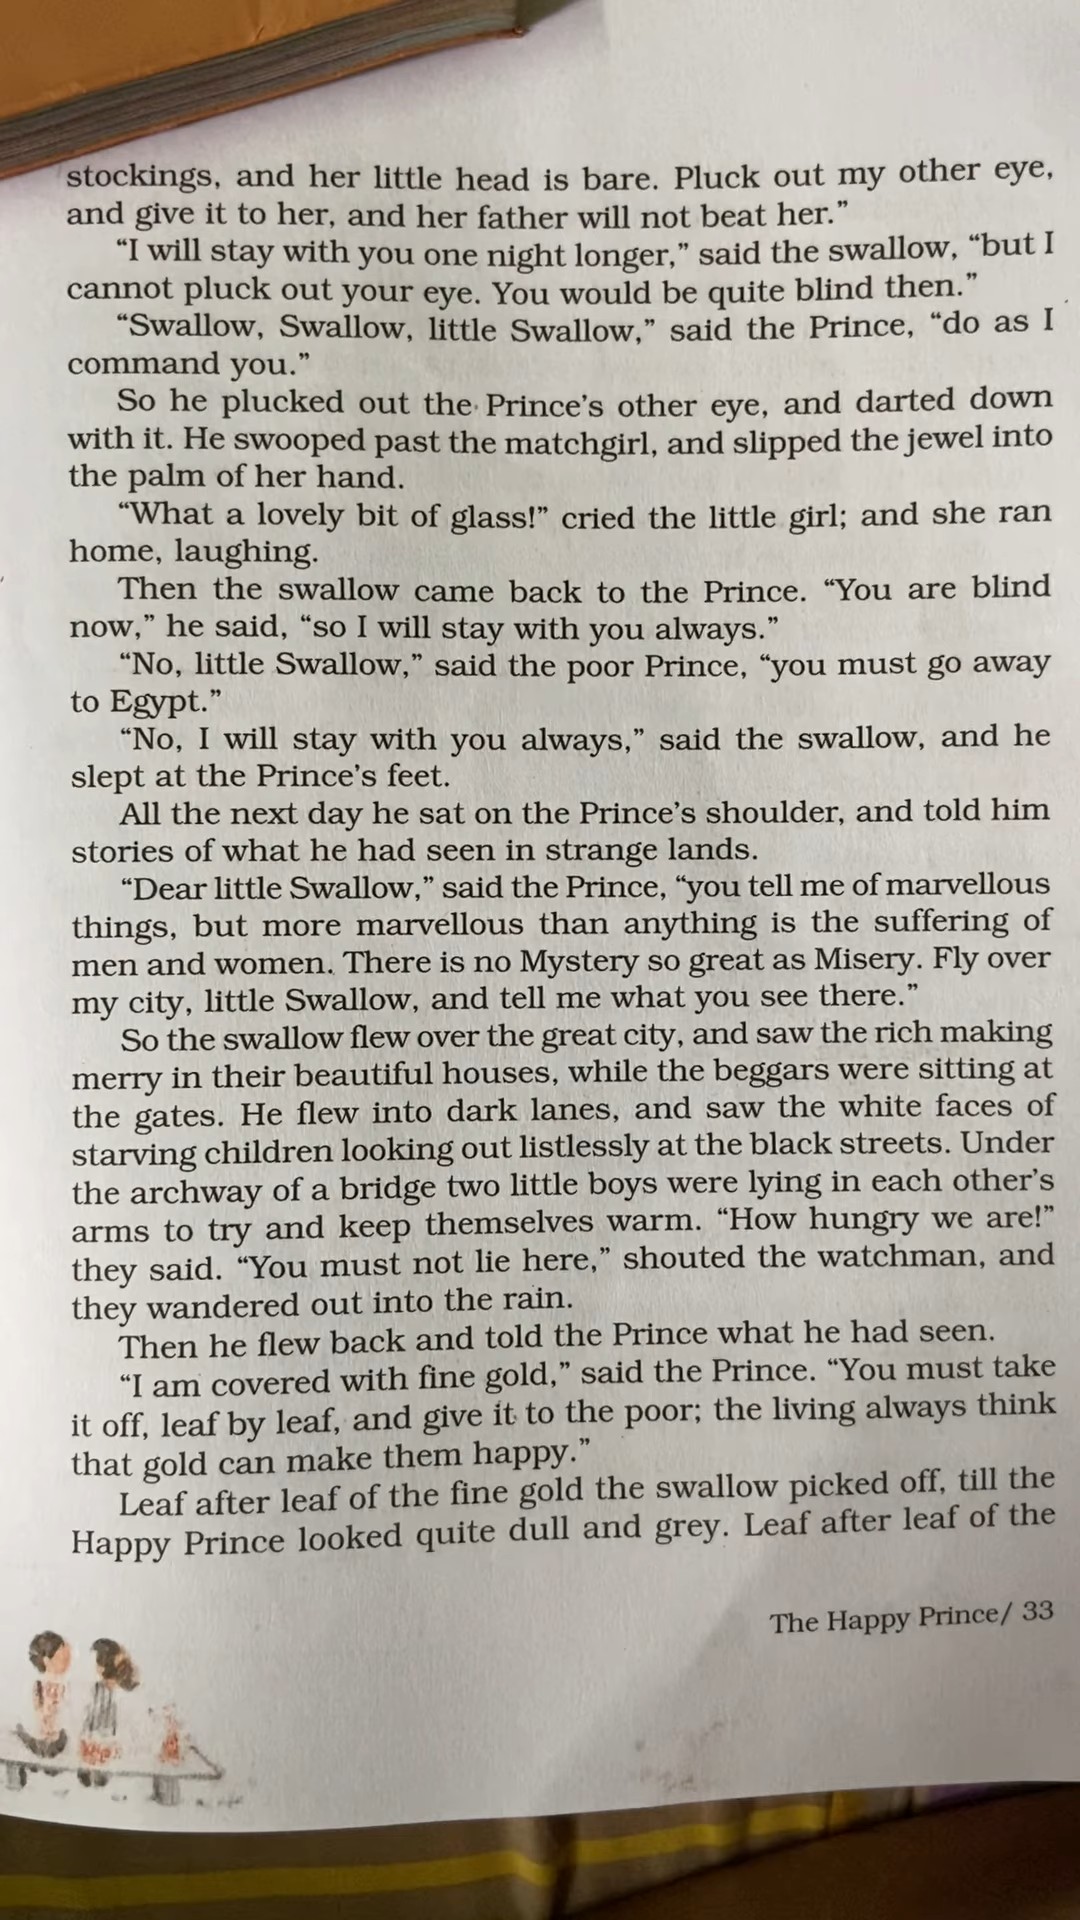 stockings, and her little head is bare. Pluck out my other eye,
and give it to her, and her father will not beat her.”
“I will stay with you one night longer,” said the swallow, “but I
cannot pluck out your eye. You would be quite blind then.”
“Swallow, Swallow, little Swallow,” said the Prince, “do as I
command you.”
So he plucked out the Prince’s other eye, and darted down
with it. He swooped past the matchgirl, and slipped the jewel into
the palm of her hand.
“What a lovely bit of glass!” cried the little girl; and she ran
home, laughing.
Then the swallow came back to the Prince. “You are blind
now,” he said, “so I will stay with you always.”
“No, little Swallow,” said the poor Prince, “you must go away
to Egypt.”
“No, I will stay with you always,” said the swallow, and he
slept at the Prince’s feet.
All the next day he sat on the Prince’s shoulder, and told him
stories of what he had seen in strange lands.
“Dear little Swallow,” said the Prince, “you tell me of marvellous
things, but more marvellous than anything is the suffering of
men and women. There is no Mystery so great as Misery. Fly over
my city, little Swallow, and tell me what you see there.”
So the swallow flew over the great city, and saw the rich making
merry in their beautiful houses, while the beggars were sitting at
the gates. He flew into dark lanes, and saw the white faces of
starving children looking out listlessly at the black streets. Under
the archway of a bridge two little boys were lying in each other’s
arms to try and keep themselves warm. “How hungry we are!”
they said. “You must not lie here,” shouted the watchman, and
they wandered out into the rain.
Then he flew back and told the Prince what he had seen.
“I am covered with fine gold,” said the Prince. “You must take
it off, leaf by leaf, and give it to the poor; the living always think
that gold can make them happy.”
Leaf after leaf of the fine gold the swallow picked off, till the
Happy Prince looked quite dull and grey. Leaf after leaf of the
The Happy Prince/ 33